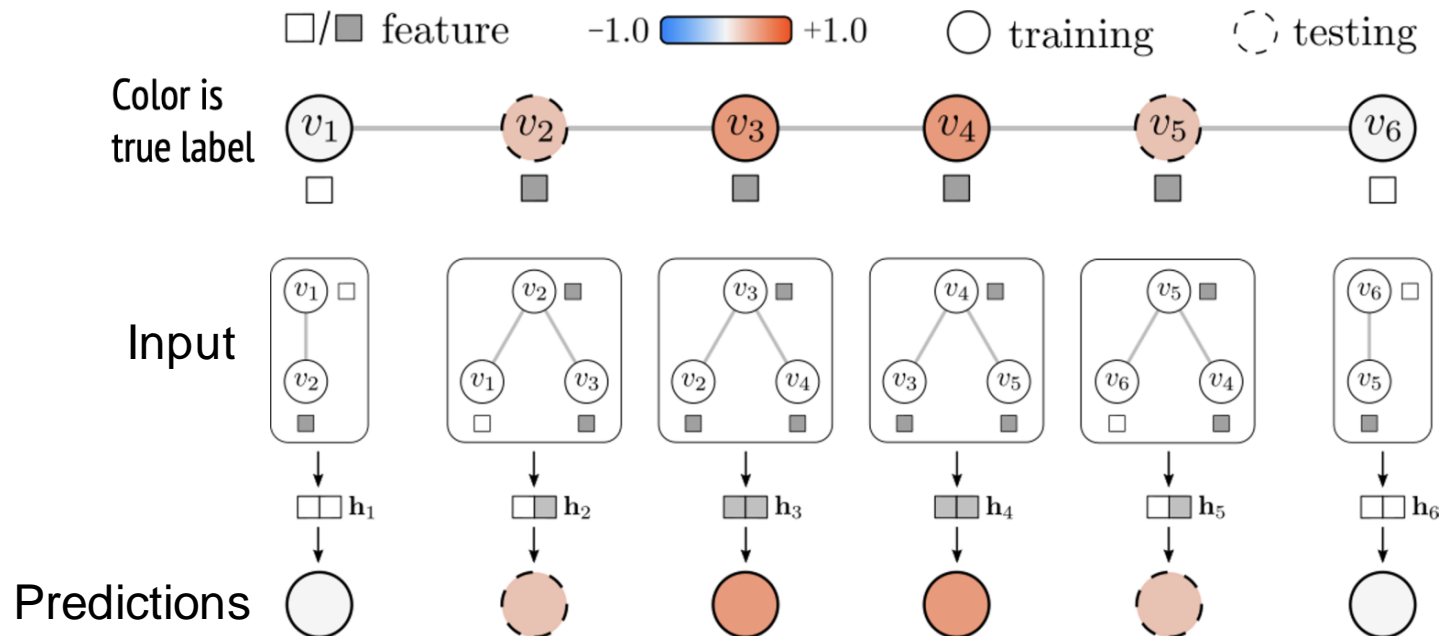 / feature −1.0 +1.0 training testing
Color is
true label
v₁ v₂ v₃ v₄ v₅ v₆
Input
v₁ v₂ v₃ v₄ v₅ v₆
v₂ v₁ v₃ v₂ v₄ v₃ v₅ v₆ v₄ v₅
h₁ h₂ h₃ h₄ h₅ h₆
Predictions